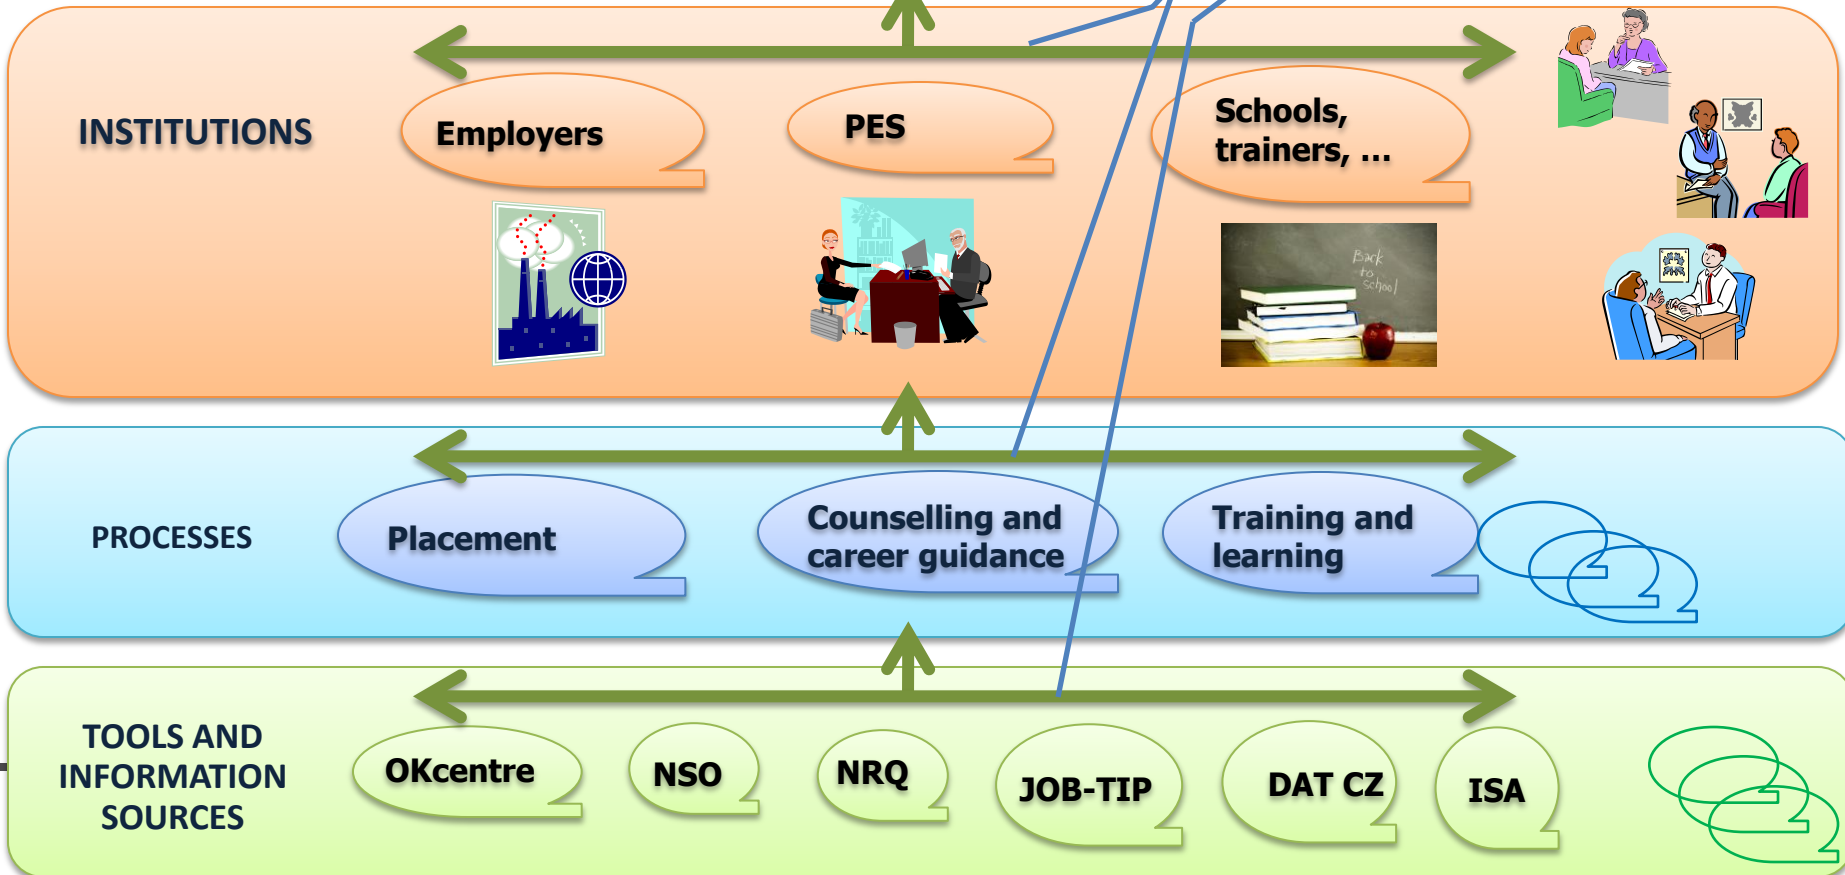 INSTITUTIONS
Employers
PES
Schools,
trainers, ...
Back
to
school
PROCESSES
Placement
Counselling and
career guidance
Training and
learning
TOOLS AND
INFORMATION
SOURCES
OKcentre
NSO
NRQ
JOB-TIP
DAT CZ
ISA